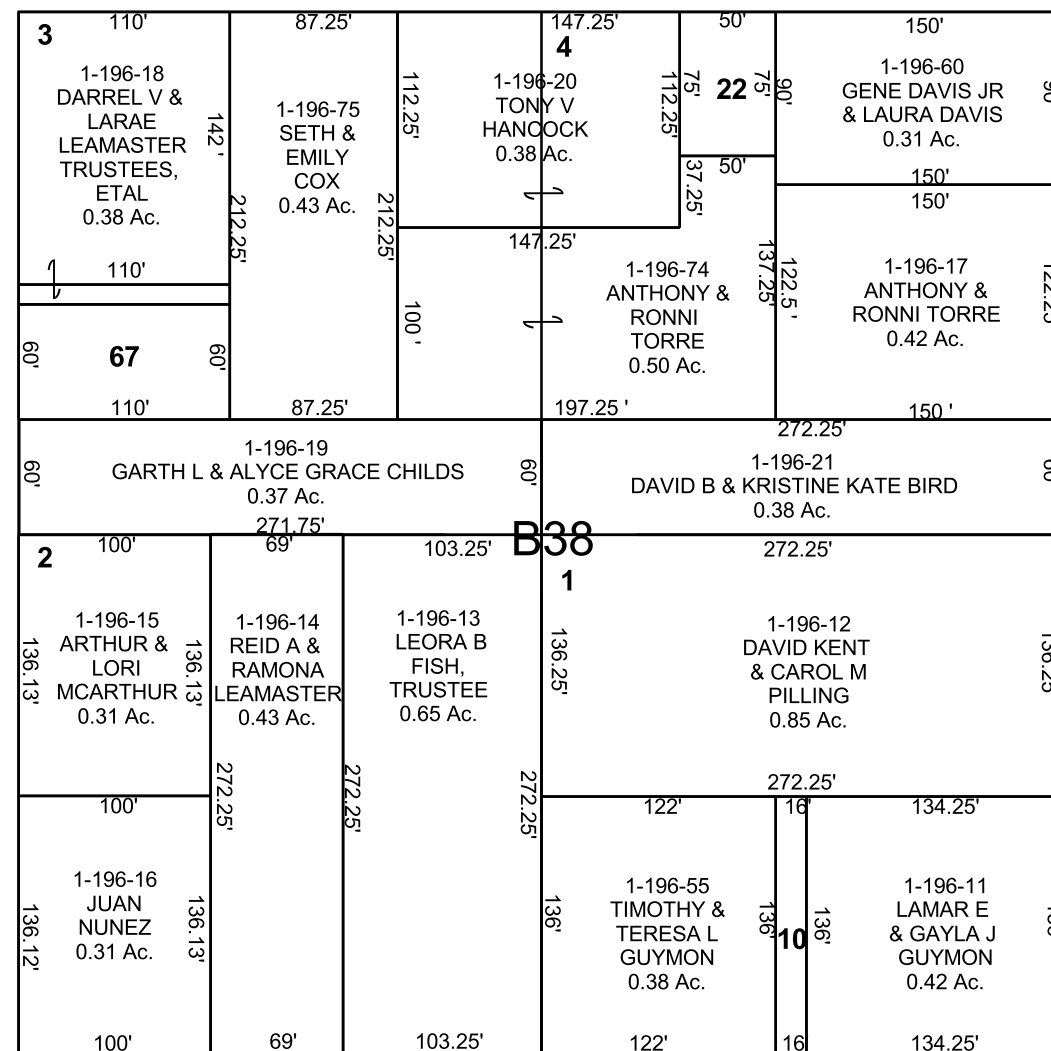 3
110'
1-196-18
DARREL V &
LARAE
LEAMASTER
TRUSTEES,
ETAL
0.38 Ac.
142 '
110'
60'
67
60'
110'
87.25'
1-196-75
SETH &
EMILY
COX
0.43 Ac.
212.25'
212.25'
87.25'
147.25'
4
112.25'
1-196-20
TONY V
HANCOCK
0.38 Ac.
112.25'
147.25'
50'
75'
22
75'
50'
37.25'
100 '
1-196-74
ANTHONY &
RONNI
TORRE
0.50 Ac.
137.25'
197.25 '
150'
90'
1-196-60
GENE DAVIS JR
& LAURA DAVIS
0.31 Ac.
90'
150'
150'
122.5 '
1-196-17
ANTHONY &
RONNI TORRE
0.42 Ac.
122.25'
150 '
60'
1-196-19
GARTH L & ALYCE GRACE CHILDS
0.37 Ac.
60'
271.75'
272.25'
1-196-21
DAVID B & KRISTINE KATE BIRD
0.38 Ac.
60'
B38
2
100'
136.13'
1-196-15
ARTHUR &
LORI
MCARTHUR
0.31 Ac.
136.13'
69'
1-196-14
REID A &
RAMONA
LEAMASTER
0.43 Ac.
272.25'
103.25'
1-196-13
LEORA B
FISH,
TRUSTEE
0.65 Ac.
272.25'
272.25'
1
272.25'
136.25'
1-196-12
DAVID KENT
& CAROL M
PILLING
0.85 Ac.
136.25'
272.25'
100'
136.12'
1-196-16
JUAN
NUNEZ
0.31 Ac.
136.13'
100'
69'
103.25'
122'
136'
1-196-55
TIMOTHY &
TERESA L
GUYMON
0.38 Ac.
136'
122'
16'
10
16
134.25'
136'
1-196-11
LAMAR E
& GAYLA J
GUYMON
0.42 Ac.
134.25'